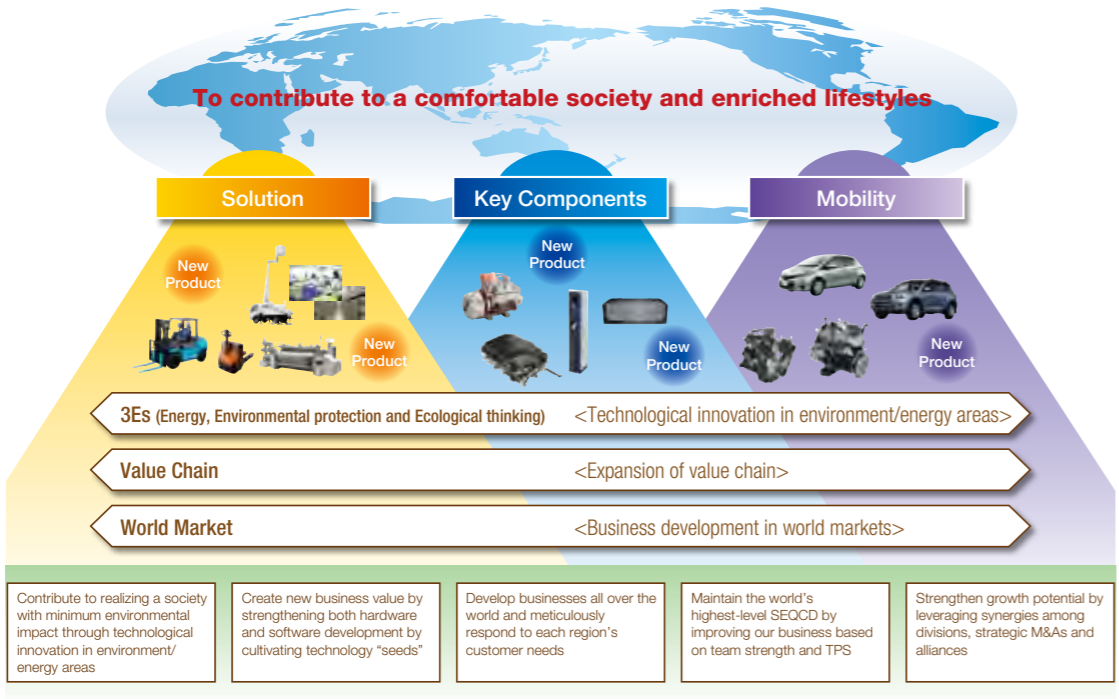 To contribute to a comfortable society and enriched lifestyles
Solution
Key Components
Mobility
New
Product
New
Product
New
Product
New
Product
New
Product
3Es (Energy, Environmental protection and Ecological thinking) <Technological innovation in environment/energy areas>
Value Chain <Expansion of value chain>
World Market <Business development in world markets>
Contribute to realizing a society
with minimum environmental
impact through technological
innovation in environment/
energy areas
Create new business value by
strengthening both hardware
and software development by
cultivating technology “seeds”
Develop businesses all over the
world and meticulously
respond to each region’s
customer needs
Maintain the world’s
highest-level SEQCD by
improving our business based
on team strength and TPS
Strengthen growth potential by
leveraging synergies among
divisions, strategic M&As and
alliances